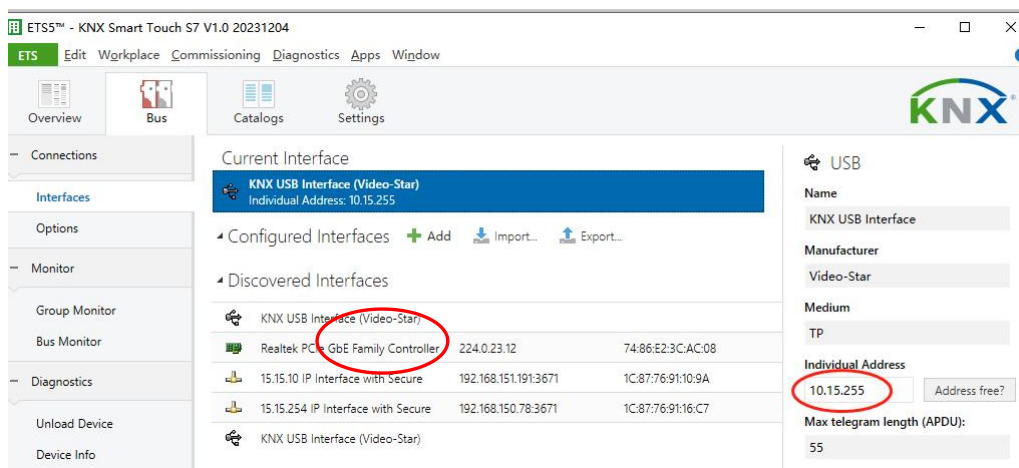 ETS5™ - KNX Smart Touch S7 V1.0 20231204
ETS Edit Workplace Commissioning Diagnostics Apps Window
Overview Bus Catalogs Settings
KNX
Connections
Interfaces
Options
Monitor
Group Monitor
Bus Monitor
Diagnostics
Unload Device
Device Info
Current Interface
KNX USB Interface (Video-Star)
Individual Address: 10.15.255
Configured Interfaces Add Import... Export...
Discovered Interfaces
KNX USB Interface (Video-Star)
Realtek PCIe GbE Family Controller 224.0.23.12 74:86:E2:3C:AC:08
15.15.10 IP Interface with Secure 192.168.151.191:3671 1C:87:76:91:10:9A
15.15.254 IP Interface with Secure 192.168.150.78:3671 1C:87:76:91:16:C7
KNX USB Interface (Video-Star)
USB
Name
KNX USB Interface
Manufacturer
Video-Star
Medium
TP
Individual Address
10.15.255 Address free?
Max telegram length (APDU):
55